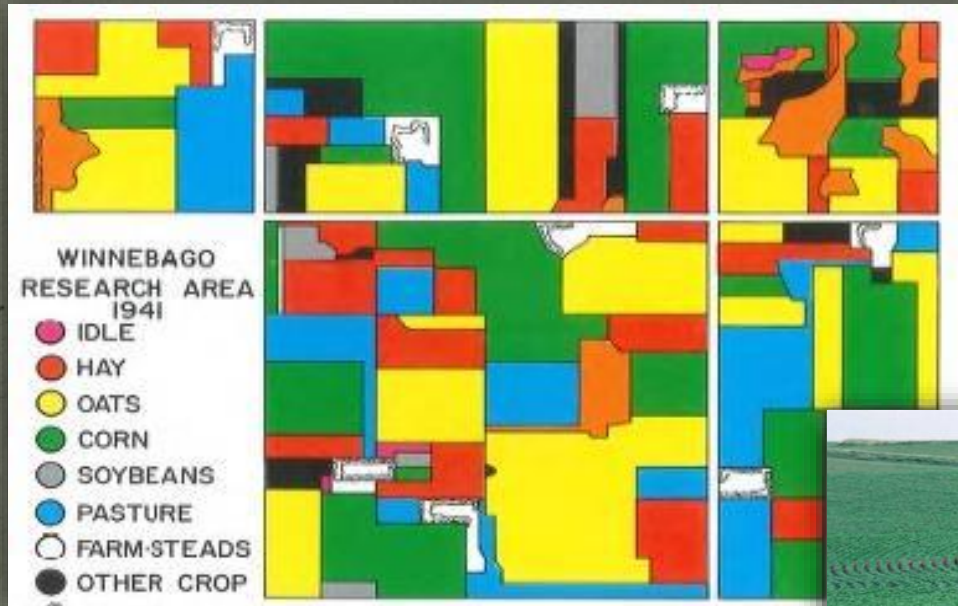 WINNEBAGO
RESEARCH AREA
1941
IDLE
HAY
OATS
CORN
SOYBEANS
PASTURE
FARM-STEADS
OTHER CROP